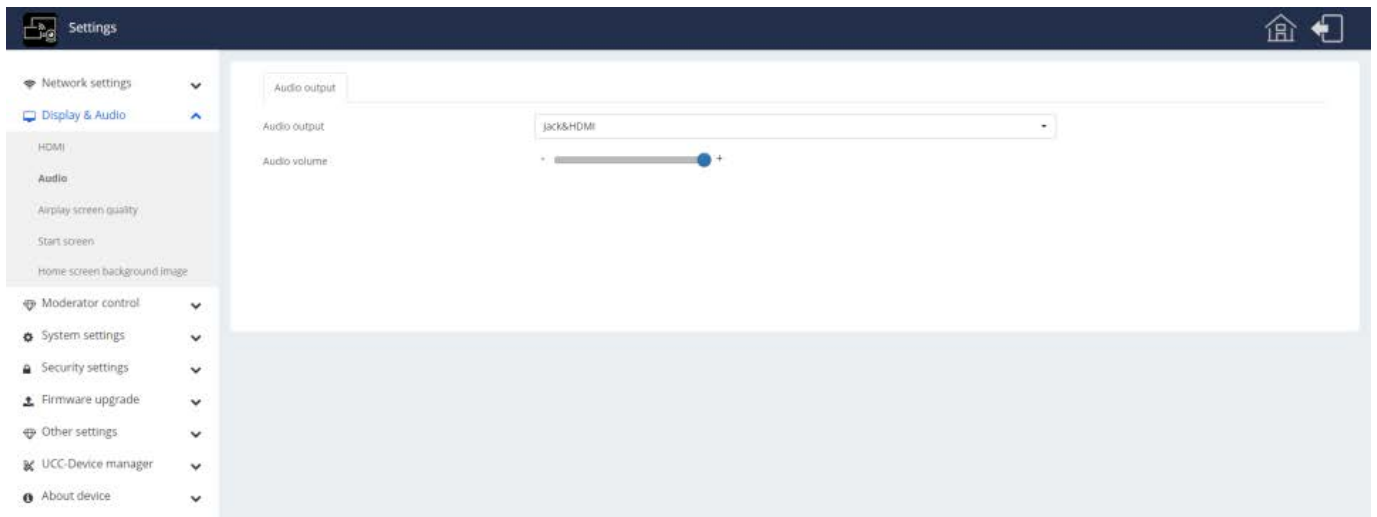 Settings
Network settings
Display & Audio
HDMI
Audio
Airplay screen quality
Start screen
Home screen background image
Moderator control
System settings
Security settings
Firmware upgrade
Other settings
UCC-Device manager
About device
Audio output
Audio output
Jack&HDMI
Audio volume
- +